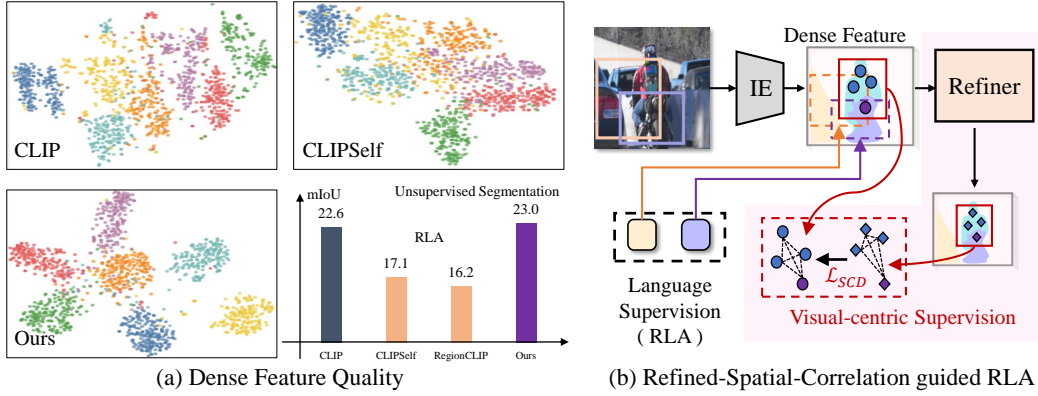 CLIP
CLIPSelf
Ours
mIoU
Unsupervised Segmentation
22.6
17.1
16.2
23.0
RLA
CLIP
CLIPSelf
RegionCLIP
Ours
(a) Dense Feature Quality
Dense Feature
IE
Refiner
Language
Supervision
( RLA )
ℒ_SCD
Visual-centric Supervision
(b) Refined-Spatial-Correlation guided RLA